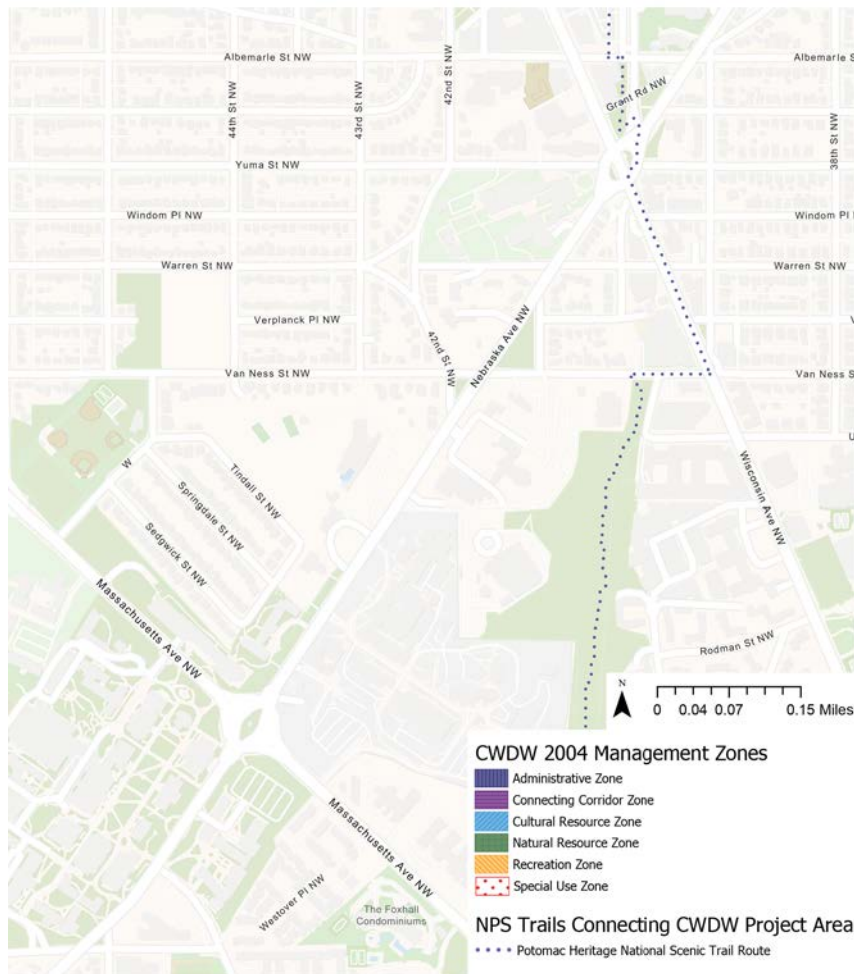 Albemarle St NW
Albemarle S
44th St NW
43rd St NW
42nd St NW
Grant Rd NW
38th St NW
Yuma St NW
Windom Pl NW
Windom Pl
Warren St NW
Warren St NW
Verplanck Pl NW
V
42nd St NW
Nebraska Ave NW
Van Ness St NW
Van Ness S
U
W
Tindall St NW
Springdale St NW
Sedgwick St NW
Wisconsin Ave NW
Massachusetts Ave NW
Rodman St NW
N
0 0.04 0.07 0.15 Miles
Massachusetts Ave NW
Westover Pl NW
The Foxhall
Condominiums
CWDW 2004 Management Zones
Administrative Zone
Connecting Corridor Zone
Cultural Resource Zone
Natural Resource Zone
Recreation Zone
Special Use Zone
NPS Trails Connecting CWDW Project Area
Potomac Heritage National Scenic Trail Route